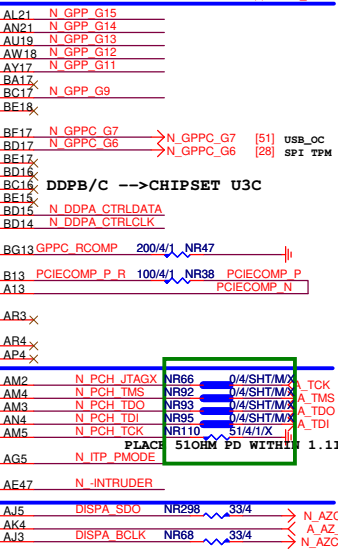 AL21 N_GPP_G15
AN21 N_GPP_G14
AU19 N_GPP_G13
AW18 N_GPP_G12
AY17 N_GPP_G11
BA17
BC17 N_GPP_G9
BE18
BF17 N_GPPC_G7 N_GPPC_G7 [51] USB_OC
BD17 N_GPPC_G6 N_GPPC_G6 [28] SPI TPM
BE17
BD16
BC16 DDPB/C -->CHIPSET U3C
BE15
BD15 N_DDPA_CTRLDATA
BD14 N_DDPA_CTRLCLK
BG13 GPPC_RCOMP 200/4/1 NR47
B13 PCIECOMP_P_R 100/4/1 NR38 PCIECOMP_P
A13 PCIECOMP_N
AR3
AR4
AP4
AM2 N_PCH_JTAGX NR66 0/4/SHT/M/X A_TCK
AM4 N_PCH_TMS NR92 0/4/SHT/M/X A_TMS
AM3 N_PCH_TDO NR93 0/4/SHT/M/X A_TDO
AN4 N_PCH_TDI NR95 0/4/SHT/M/X A_TDI
AM5 N_PCH_TCK NR110 51/4/1/X
PLACE 51OHM PD WITHIN 1.1
AG5 N_ITP_PMODE
AE47 N_-INTRUDER
AJ5 DISPA_SDO NR298 33/4 N_AZ
AK4 A_AZ_
AJ3 DISPA_BCLK NR68 33/4 N_AZ